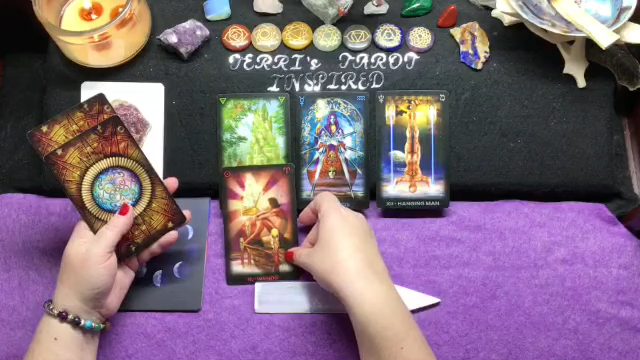 TERRI's TAROT
INSPIRED
XII · HANGING MAN